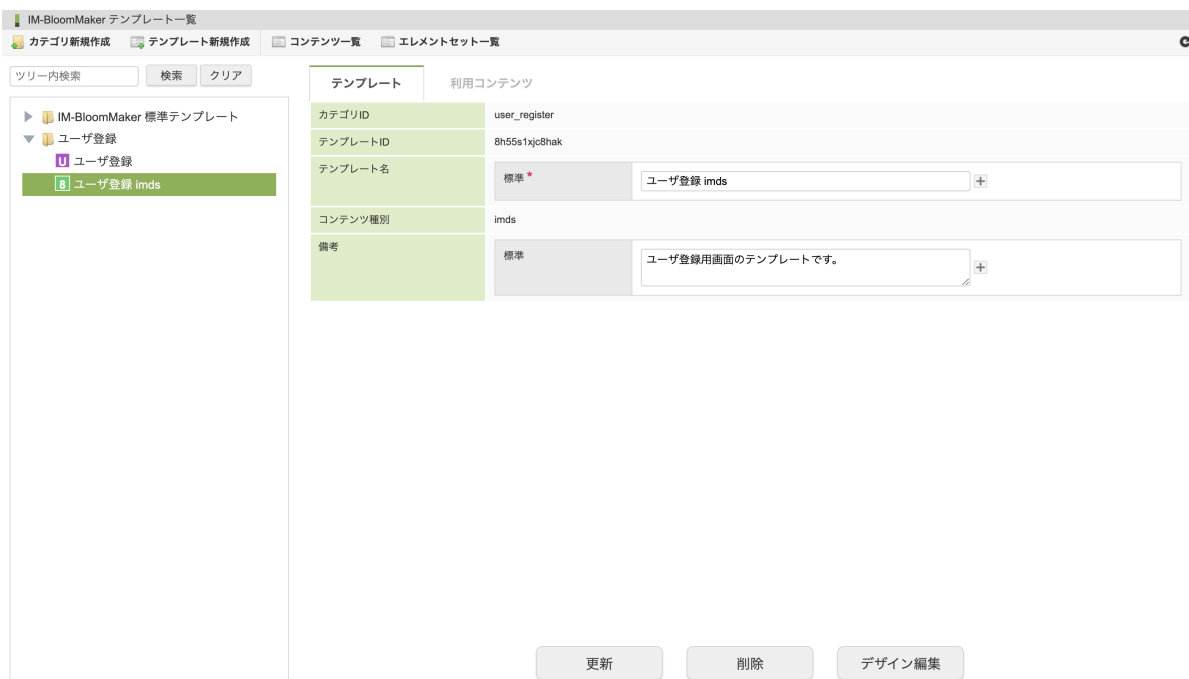 IM-BloomMaker テンプレート一覧
カテゴリ新規作成 テンプレート新規作成 コンテンツ一覧 エレメントセット一覧
ツリー内検索 検索 クリア
IM-BloomMaker 標準テンプレート
ユーザ登録
U ユーザ登録
8 ユーザ登録 imds
テンプレート 利用コンテンツ
カテゴリID user_register
テンプレートID 8h55s1xjc8hak
テンプレート名 標準 * ユーザ登録 imds
コンテンツ種別 imds
備考 標準 ユーザ登録用画面のテンプレートです。
更新 削除 デザイン編集